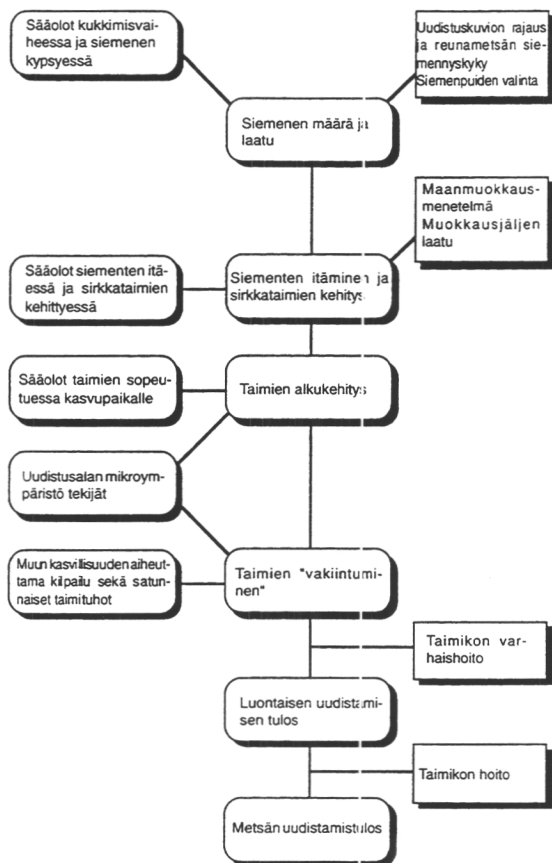 Sääolot kukkimisvai-
heessa ja siemenen
kypsyessä
Uudistuskuvion rajaus
ja reunametsän sie-
mennyskyky
Siemenpuiden valinta
Siemenen määrä ja
laatu
Maanmuokkaus-
menetelmä
Muokkausjäljen
laatu
Sääolot siementen itä-
essä ja sirkkataimien
kehittyessä
Siementen itäminen ja
sirkkataimien kehitys
Sääolot taimien sopeu-
tuessa kasvupaikalle
Taimien alkukehitys
Uudistusalan mikroym-
päristö tekijät
Muun kasvillisuuden aiheut-
tama kilpailu sekä satun-
naiset taimituhot
Taimien "vakiintumi-
nen"
Taimikon var-
haishoito
Luontaisen uudistami-
sen tulos
Taimikon hoito
Metsän uudistamistulos